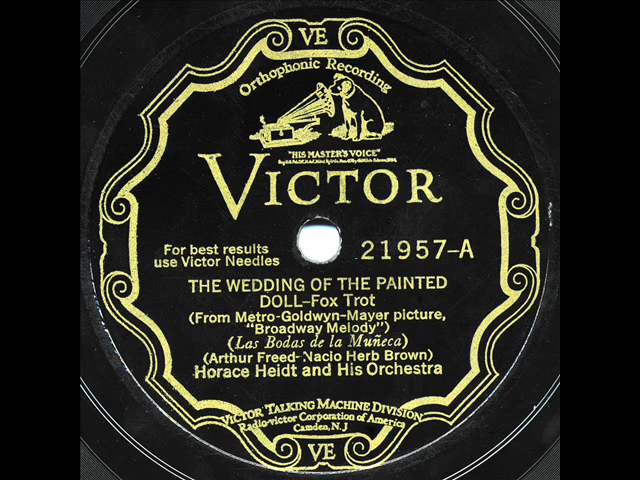 VE
Orthophonic Recording
"HIS MASTER'S VOICE"
VICTOR
For best results
use Victor Needles
21957-A
THE WEDDING OF THE PAINTED
DOLL-Fox Trot
(From Metro-Goldwyn-Mayer picture,
"Broadway Melody")
(Las Bodas de la Muñeca)
(Arthur Freed-Nacio Herb Brown)
Horace Heidt and His Orchestra
VICTOR TALKING MACHINE DIVISION
Radio-Victor Corporation of America
Camden, N.J
VE